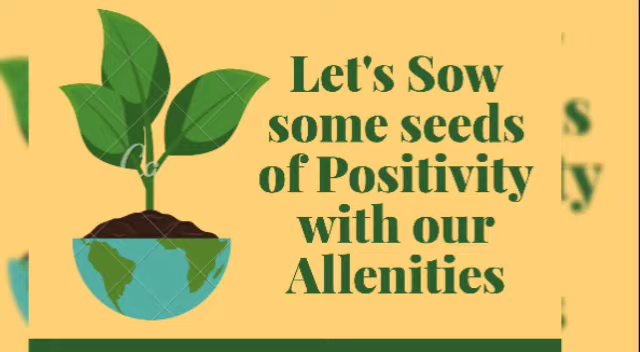 Let's Sow
some seeds
of Positivity
with our
Allenities